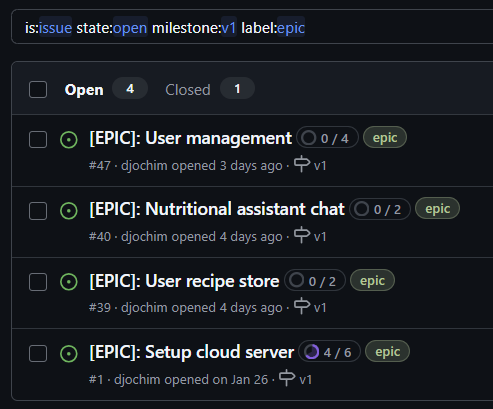 is:issue state:open milestone:v1 label:epic
Open 4 Closed 1
[EPIC]: User management 0 / 4 epic
#47 · djochim opened 3 days ago · v1
[EPIC]: Nutritional assistant chat 0 / 2 epic
#40 · djochim opened 4 days ago · v1
[EPIC]: User recipe store 0 / 2 epic
#39 · djochim opened 4 days ago · v1
[EPIC]: Setup cloud server 4 / 6 epic
#1 · djochim opened on Jan 26 · v1